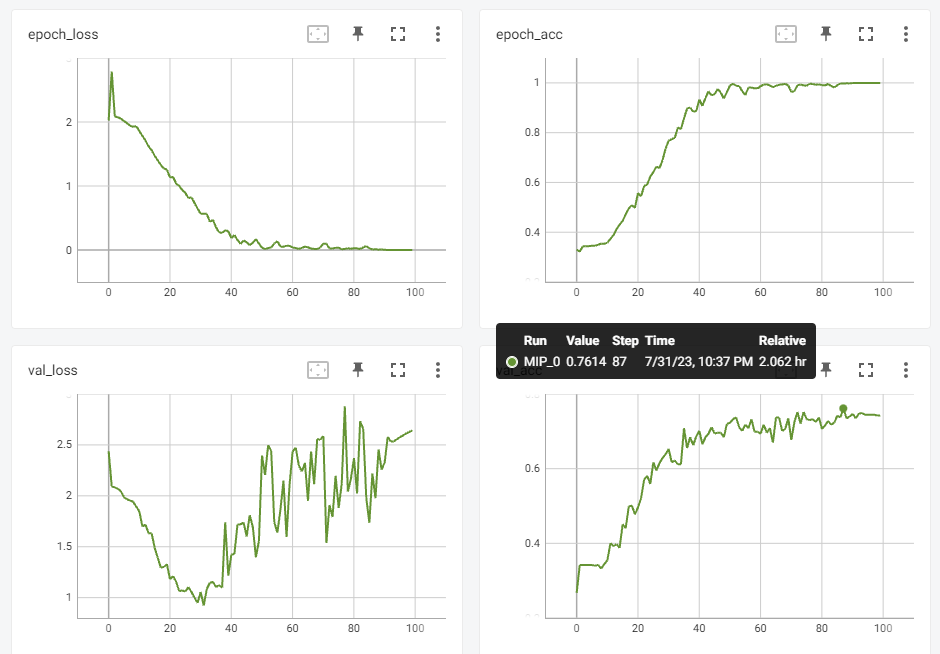 epoch_loss
2
1
0
0 20 40 60 80 100
epoch_acc
1
0.8
0.6
0.4
0 20 40 60 80 100
Run Value Step Time Relative
MIP_0 0.7614 87 7/31/23, 10:37 PM 2.062 hr
val_loss
2.5
2
1.5
1
0 20 40 60 80 100
val_acc
0.6
0.4
0 20 40 60 80 100